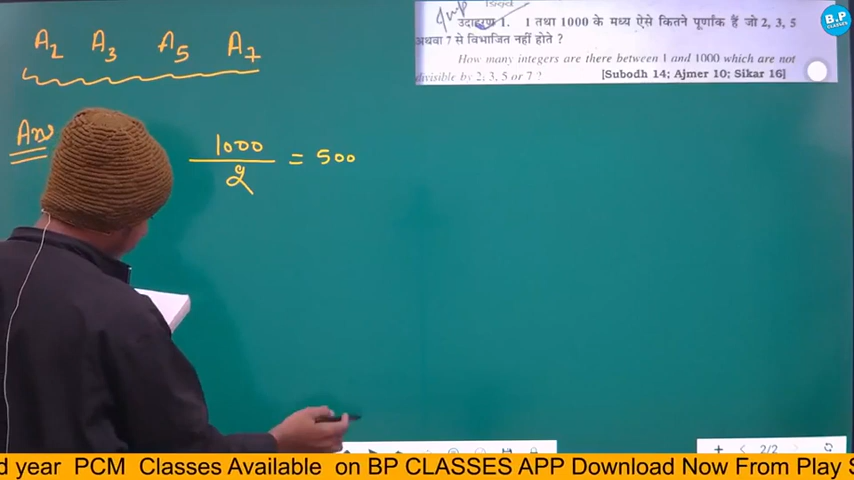 A2 A3 A5 A7
Imp
उदाहरण 1. 1 तथा 1000 के मध्य ऐसे कितने पूर्णांक हैं जो 2, 3, 5
अथवा 7 से विभाजित नहीं होते ?
How many integers are there between 1 and 1000 which are not
divisible by 2, 3, 5 or 7 ?
[Subodh 14; Ajmer 10; Sikar 16]
B.P
CLASSES
Ans
1000
2
= 500
2/2
d year PCM Classes Available on BP CLASSES APP Download Now From Play S